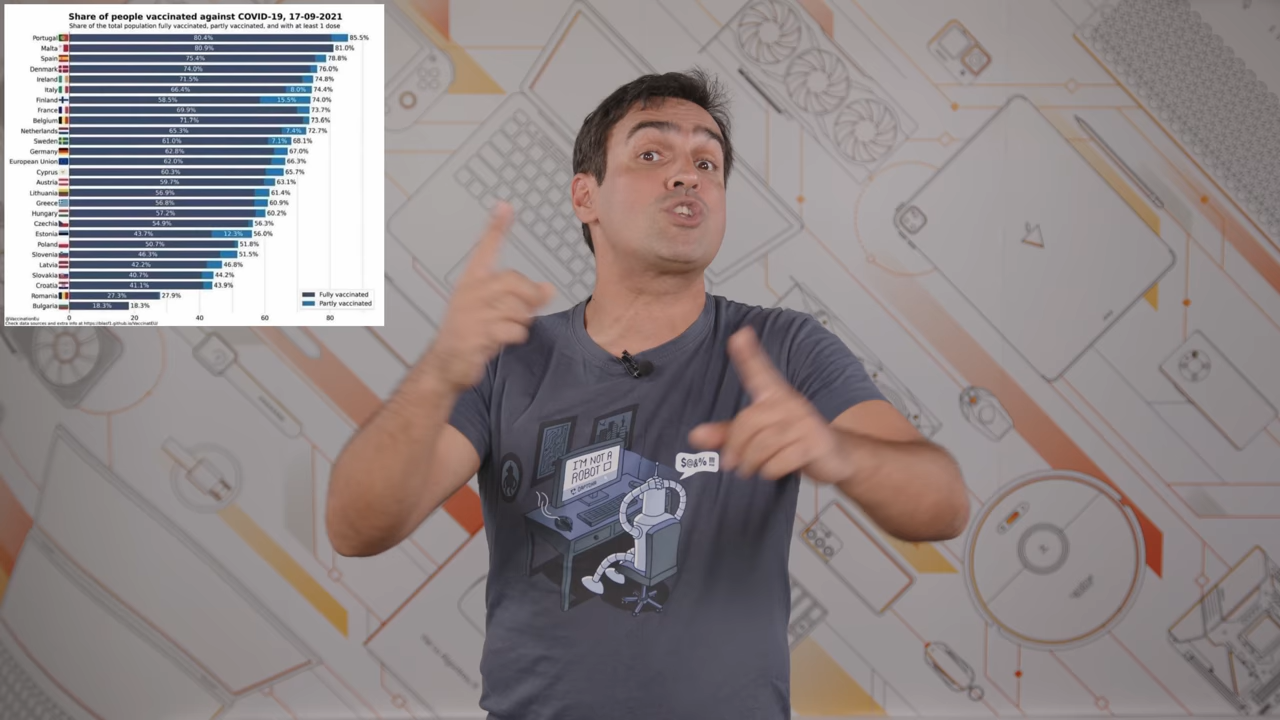 Share of people vaccinated against COVID-19, 17-09-2021
Share of the total population fully vaccinated, partly vaccinated, and with at least 1 dose
Portugal 80.4% 85.5%
Malta 80.9% 81.0%
Spain 75.4% 78.8%
Denmark 74.0% 76.0%
Ireland 71.5% 74.8%
Italy 66.4% 8.0% 74.4%
Finland 58.5% 15.5% 74.0%
France 69.9% 73.7%
Belgium 71.7% 73.6%
Netherlands 65.3% 7.4% 72.7%
Sweden 61.0% 7.1% 68.1%
Germany 62.8% 67.0%
European Union 62.0% 66.3%
Cyprus 60.3% 65.7%
Austria 59.7% 63.1%
Lithuania 56.9% 61.4%
Greece 56.8% 60.9%
Hungary 57.2% 60.2%
Czechia 54.9% 56.3%
Estonia 43.7% 12.3% 56.0%
Poland 50.7% 51.8%
Slovenia 46.3% 51.5%
Latvia 42.2% 46.8%
Slovakia 40.7% 44.2%
Croatia 41.1% 43.9%
Romania 27.3% 27.9%
Bulgaria 18.3% 18.3%
Fully vaccinated
Partly vaccinated
0 20 40 60 80
@VaccinationEu
I'M NOT A
ROBOT
$@&% !!!